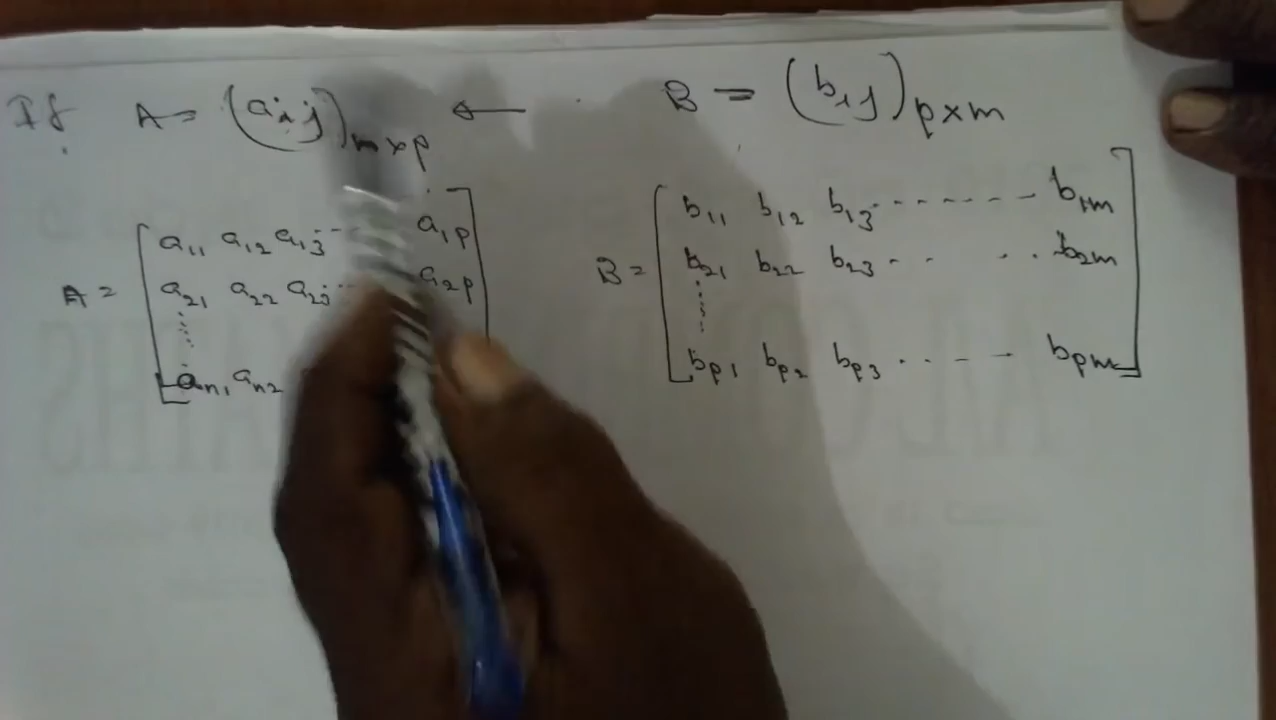 If A = (aij)n×p ← B = (bij)p×m
A = [ a11 a12 a13 ... a1p
a21 a22 a23 ... a2p
⋮
an1 an2
B = [ b11 b12 b13 ------- b1m
b21 b22 b23 .. .. b2m
⋮
bp1 bp2 bp3 ..... bpm ]